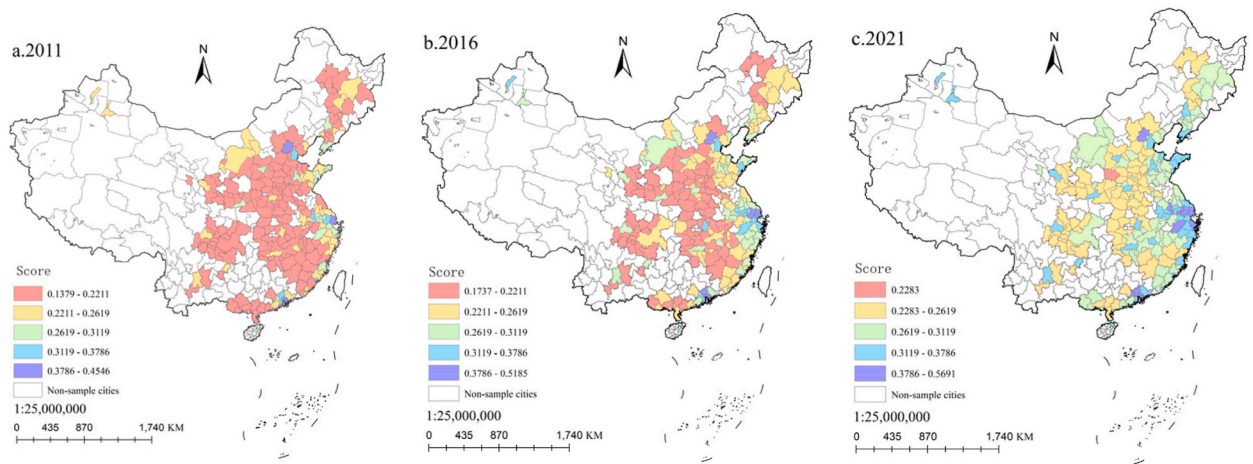 a.2011
N
Score
0.1379 - 0.2211
0.2211 - 0.2619
0.2619 - 0.3119
0.3119 - 0.3786
0.3786 - 0.4546
Non-sample cities
1:25,000,000
0 435 870 1,740 KM
b.2016
N
Score
0.1737 - 0.2211
0.2211 - 0.2619
0.2619 - 0.3119
0.3119 - 0.3786
0.3786 - 0.5185
Non-sample cities
1:25,000,000
0 435 870 1,740 KM
c.2021
N
Score
0.2283
0.2283 - 0.2619
0.2619 - 0.3119
0.3119 - 0.3786
0.3786 - 0.5691
Non-sample cities
1:25,000,000
0 435 870 1,740 KM